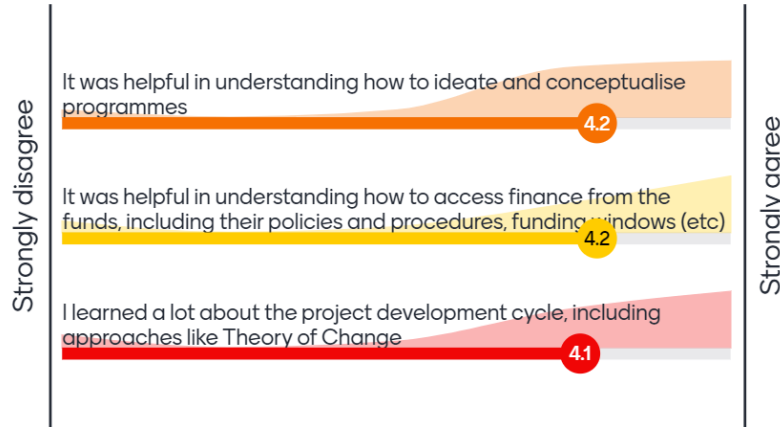 Strongly disagree
It was helpful in understanding how to ideate and conceptualise
programmes
4.2
It was helpful in understanding how to access finance from the
funds, including their policies and procedures, funding windows (etc)
4.2
I learned a lot about the project development cycle, including
approaches like Theory of Change
4.1
Strongly agree